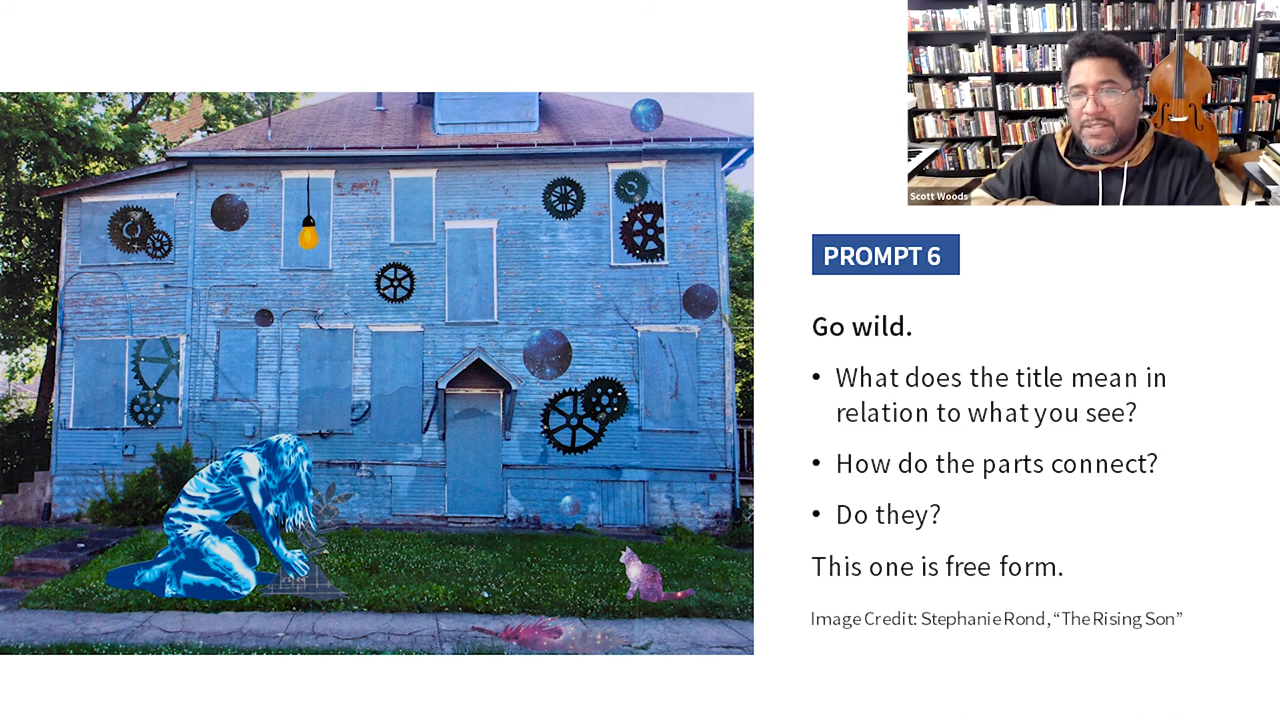 Scott Woods
PROMPT 6
Go wild.
• What does the title mean in
relation to what you see?
• How do the parts connect?
• Do they?
This one is free form.
Image Credit: Stephanie Rond, “The Rising Son”